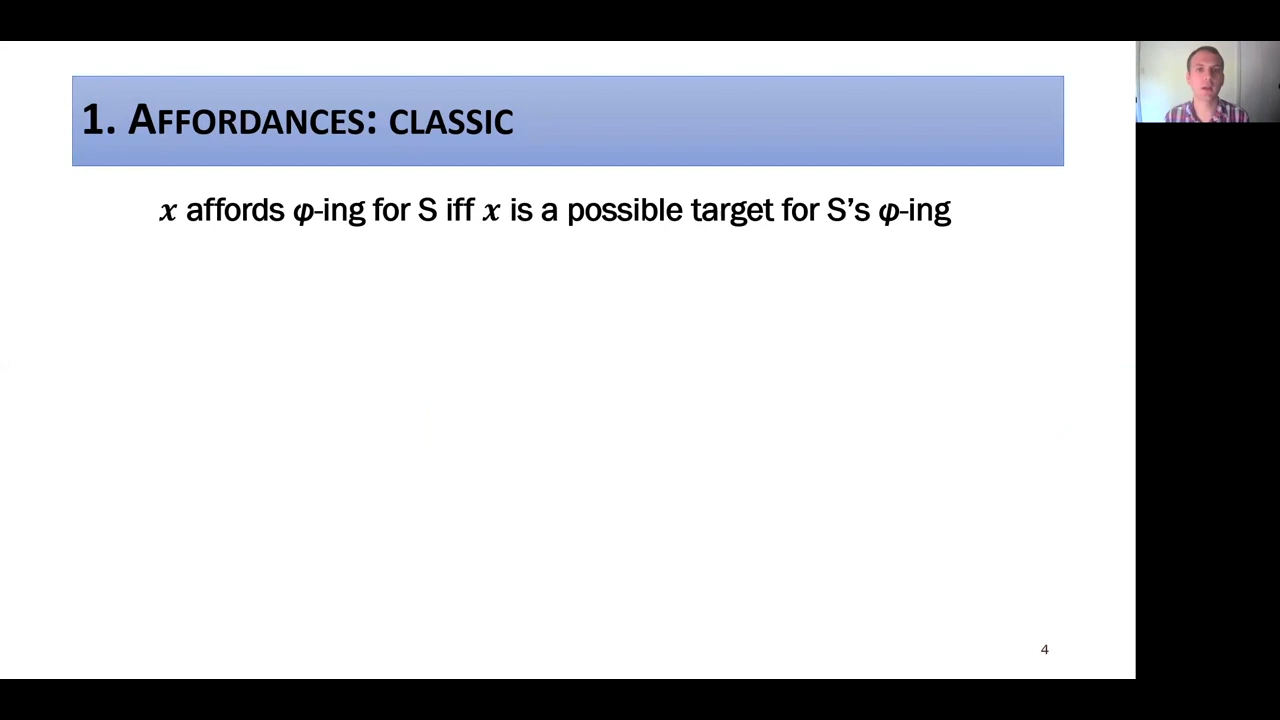 1. AFFORDANCES: CLASSIC
𝒙 affords φ-ing for S iff 𝒙 is a possible target for S’s φ-ing
4